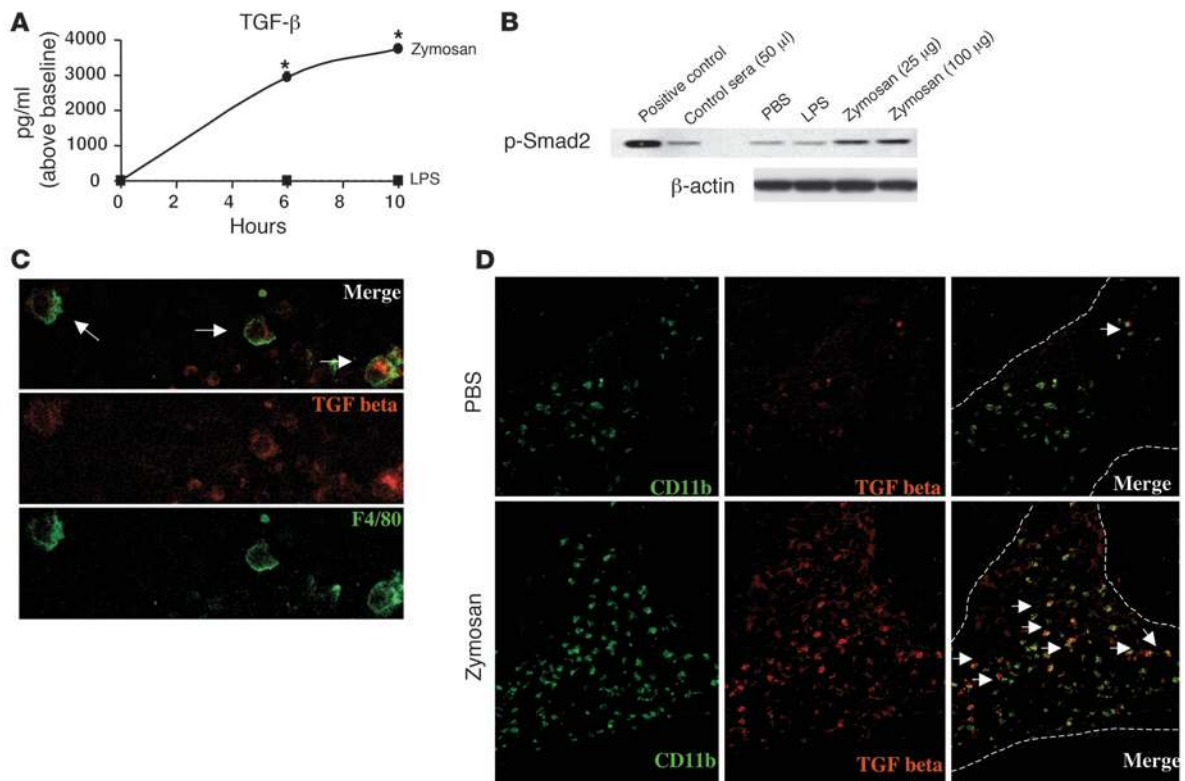 A
TGF-β
pg/ml
(above baseline)
4000
3000
2000
1000
0
*
*
Zymosan
LPS
0
2
4
6
8
10
Hours
B
Positive control
Control sera (50 μl)
PBS
LPS
Zymosan (25 μg)
Zymosan (100 μg)
p-Smad2
β-actin
C
Merge
TGF beta
F4/80
D
PBS
CD11b
TGF beta
Merge
Zymosan
CD11b
TGF beta
Merge